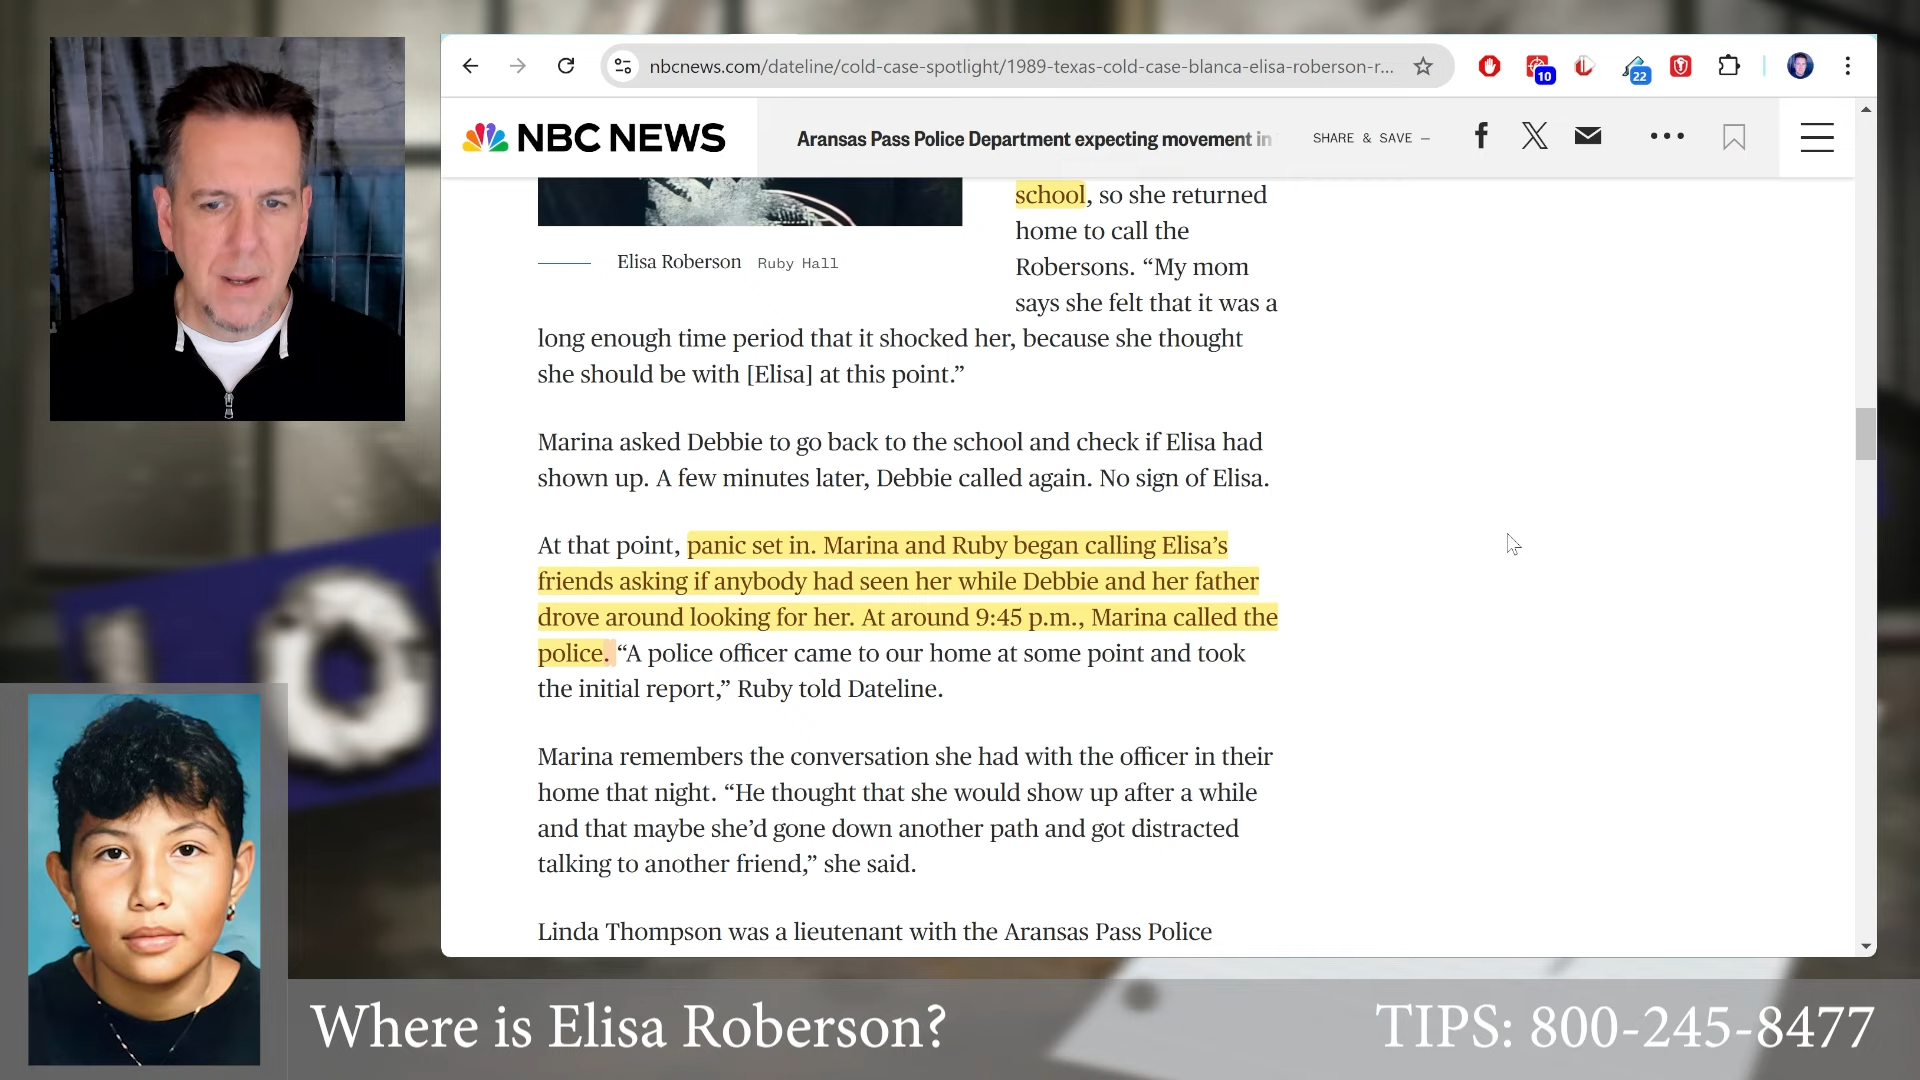 nbcnews.com/dateline/cold-case-spotlight/1989-texas-cold-case-blanca-elisa-roberson-r...
10
22
NBC NEWS
Aransas Pass Police Department expecting movement in
SHARE & SAVE —
school, so she returned
home to call the
Robersons. “My mom
says she felt that it was a
Elisa Roberson Ruby Hall
long enough time period that it shocked her, because she thought
she should be with [Elisa] at this point.”
Marina asked Debbie to go back to the school and check if Elisa had
shown up. A few minutes later, Debbie called again. No sign of Elisa.
At that point, panic set in. Marina and Ruby began calling Elisa’s
friends asking if anybody had seen her while Debbie and her father
drove around looking for her. At around 9:45 p.m., Marina called the
police. “A police officer came to our home at some point and took
the initial report,” Ruby told Dateline.
Marina remembers the conversation she had with the officer in their
home that night. “He thought that she would show up after a while
and that maybe she’d gone down another path and got distracted
talking to another friend,” she said.
Linda Thompson was a lieutenant with the Aransas Pass Police
Where is Elisa Roberson?
TIPS: 800-245-8477